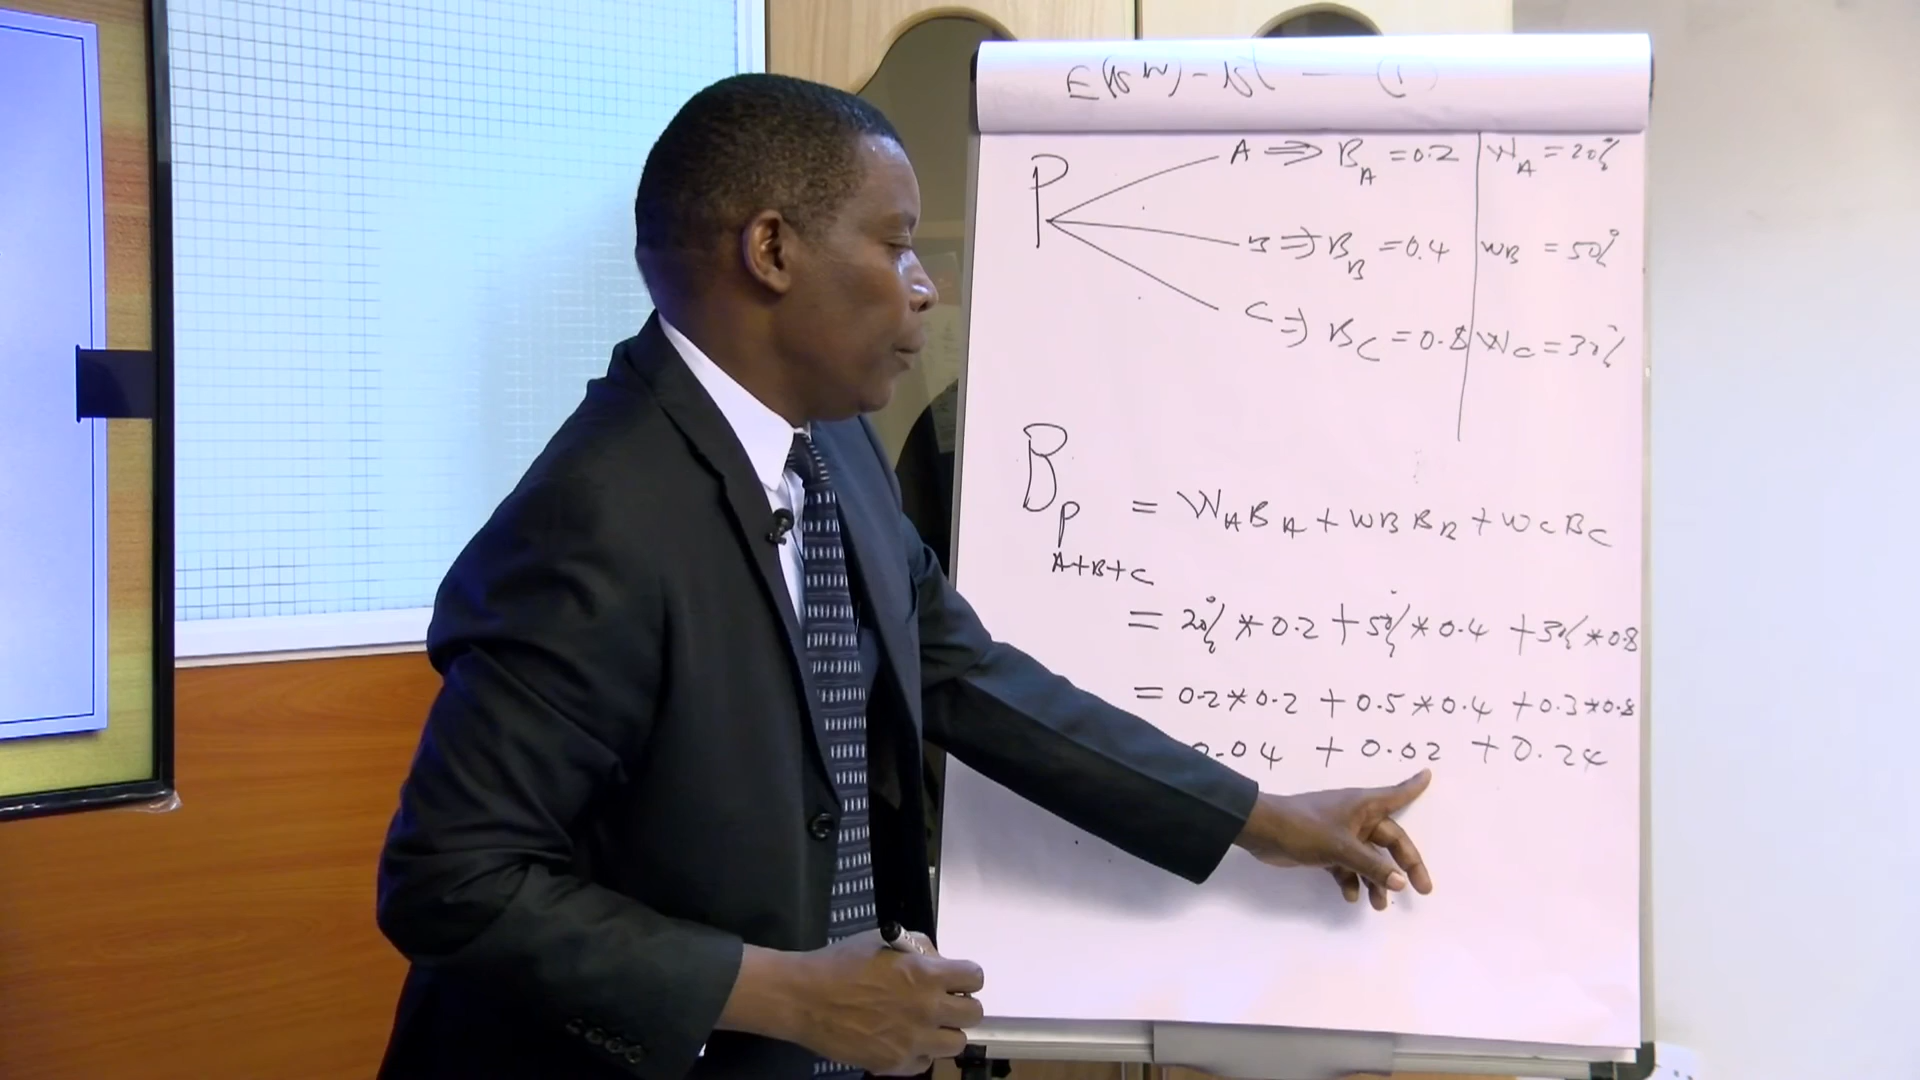 P
A ⇒ B_A = 0.2 | W_A = 20%
B ⇒ B_B = 0.4 | W_B = 50%
C ⇒ B_C = 0.8 | W_C = 30%
B_P = W_A B_A + W_B B_B + W_C B_C
A+B+C
= 20% * 0.2 + 50% * 0.4 + 30% * 0.8
= 0.2 * 0.2 + 0.5 * 0.4 + 0.3 * 0.8
0.04 + 0.02 + 0.24